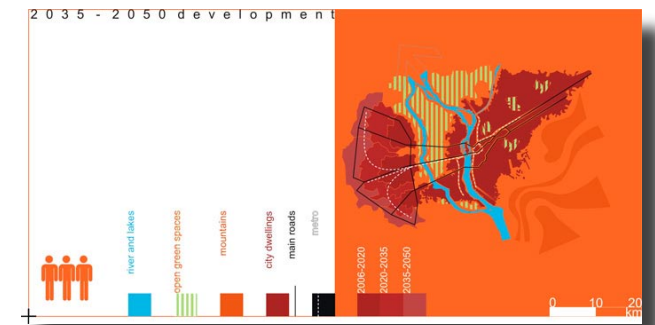 2035 - 2050 development
river and lakes
open green spaces
mountains
city dwellings
main roads
metro
2006-2020
2020-2035
2035-2050
0 10 20
km